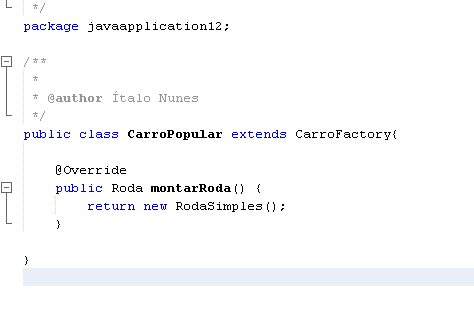 */
package javaapplication12;
/**
*
* @author Ítalo Nunes
*/
public class CarroPopular extends CarroFactory{
@Override
public Roda montarRoda() {
return new RodaSimples();
}
}